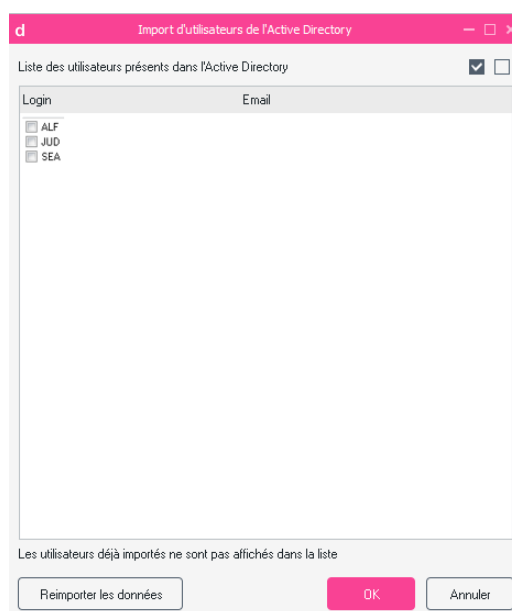 d Import d'utilisateurs de l'Active Directory
Liste des utilisateurs présents dans l'Active Directory
Login Email
ALF
JUD
SEA
Les utilisateurs déjà importés ne sont pas affichés dans la liste
Reimporter les données OK Annuler